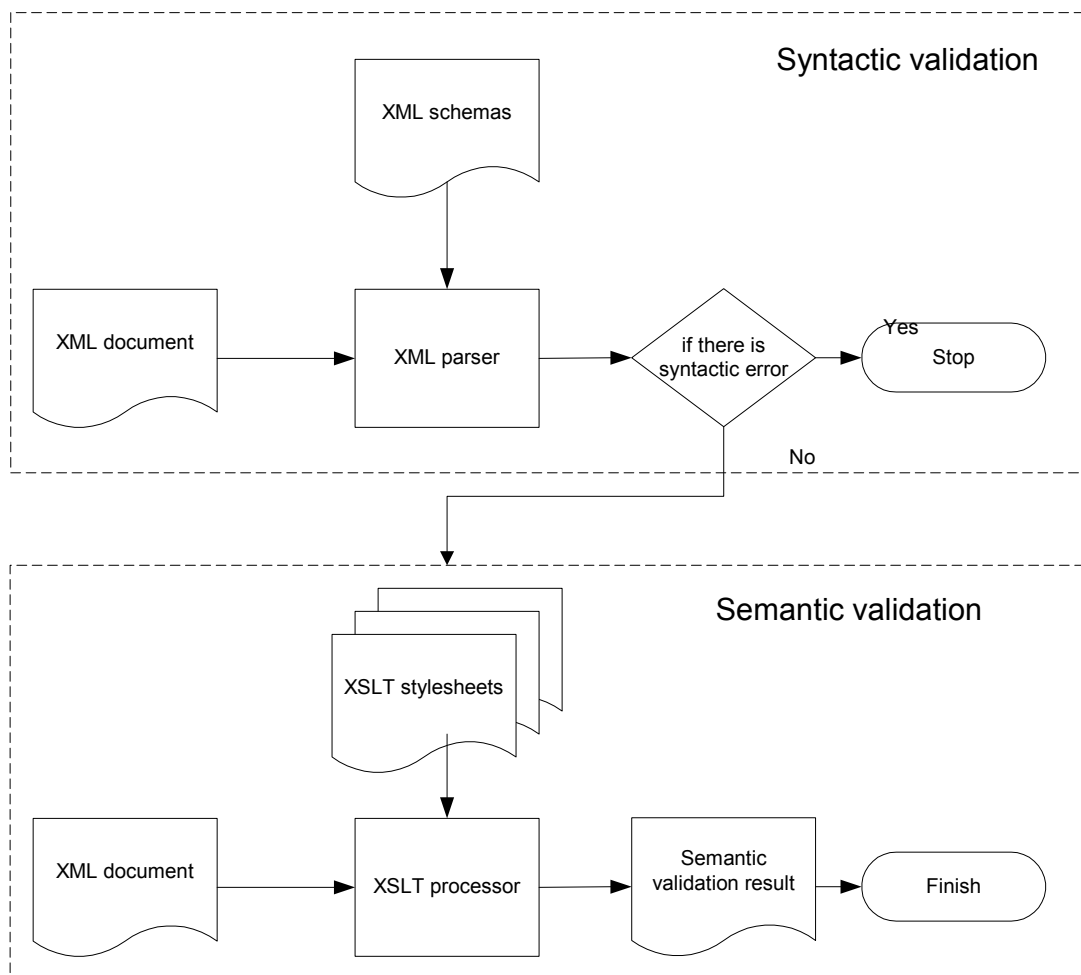 Syntactic validation
XML schemas
XML document
XML parser
if there is
syntactic error
Yes
Stop
No
Semantic validation
XSLT stylesheets
XML document
XSLT processor
Semantic
validation result
Finish